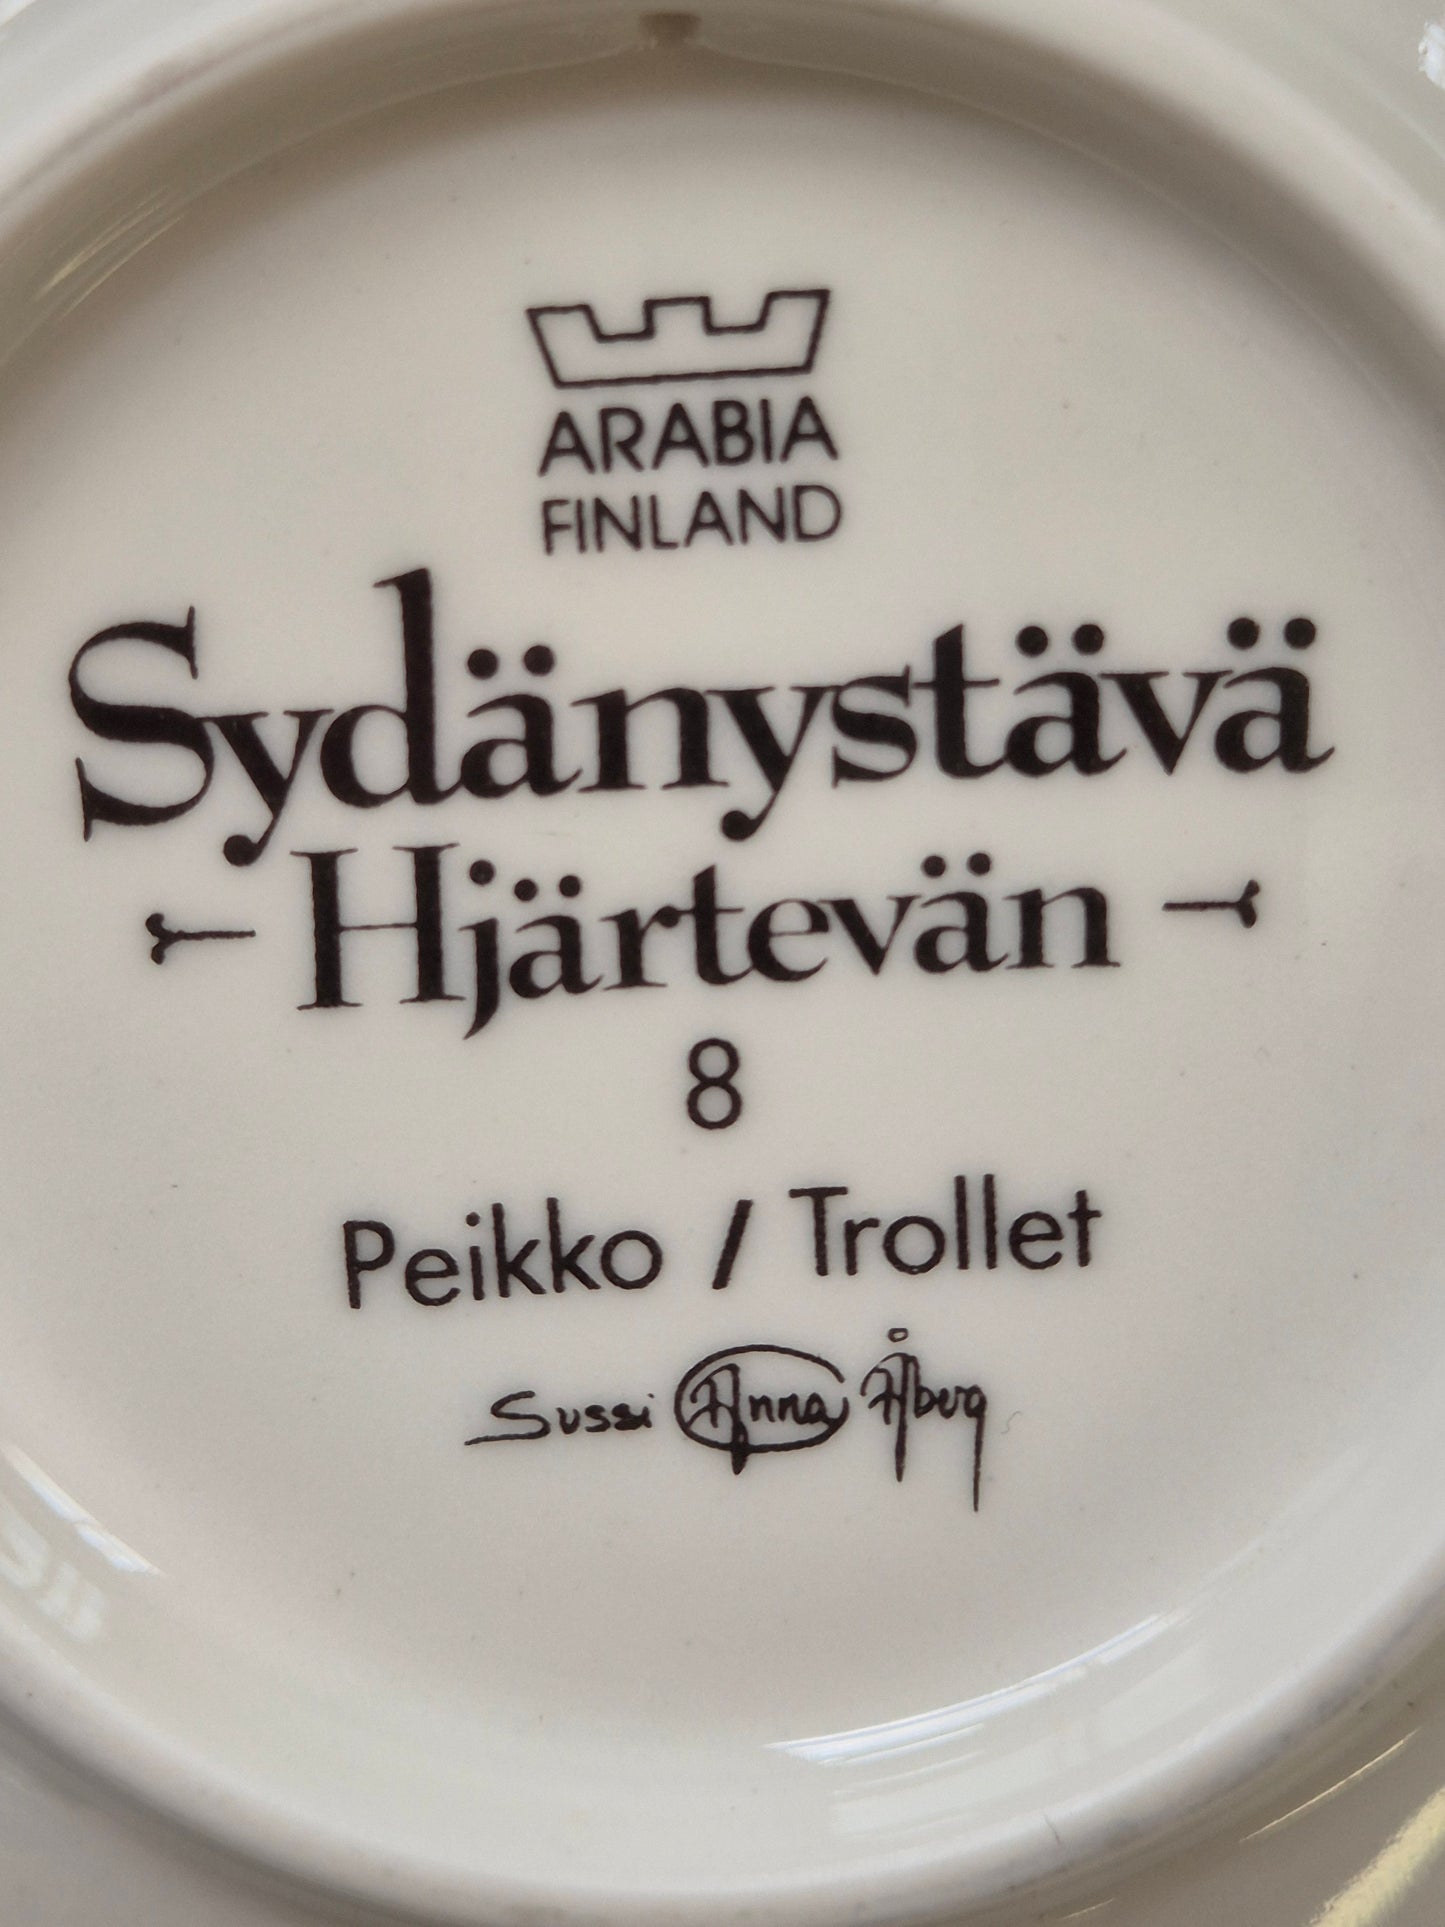 ARABIA
FINLAND
Sydänystävä
Hjärtevän
8
Peikko / Trollet
Sussi Anna Åberg